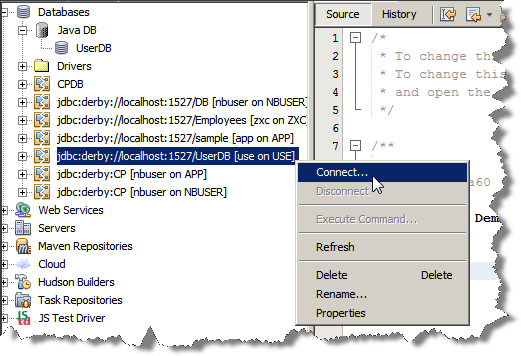 Databases
Java DB
UserDB
Drivers
CPDB
jdbc:derby://localhost:1527/DB [nbuser on NBUSER]
jdbc:derby://localhost:1527/Employees [zxc on ZXC
jdbc:derby://localhost:1527/sample [app on APP]
jdbc:derby://localhost:1527/UserDB [use on USE]
jdbc:derby:CP [nbuser on APP]
jdbc:derby:CP [nbuser on NBUSER]
Web Services
Servers
Maven Repositories
Cloud
Hudson Builders
Task Repositories
JS Test Driver
Source History
1 /*
2 * To change th
3 * To change this
4 * and open the
5 */
6
7 /**
a60
Dem
Connect...
Disconnect
Execute Command...
Refresh
Delete Delete
Rename...
Properties